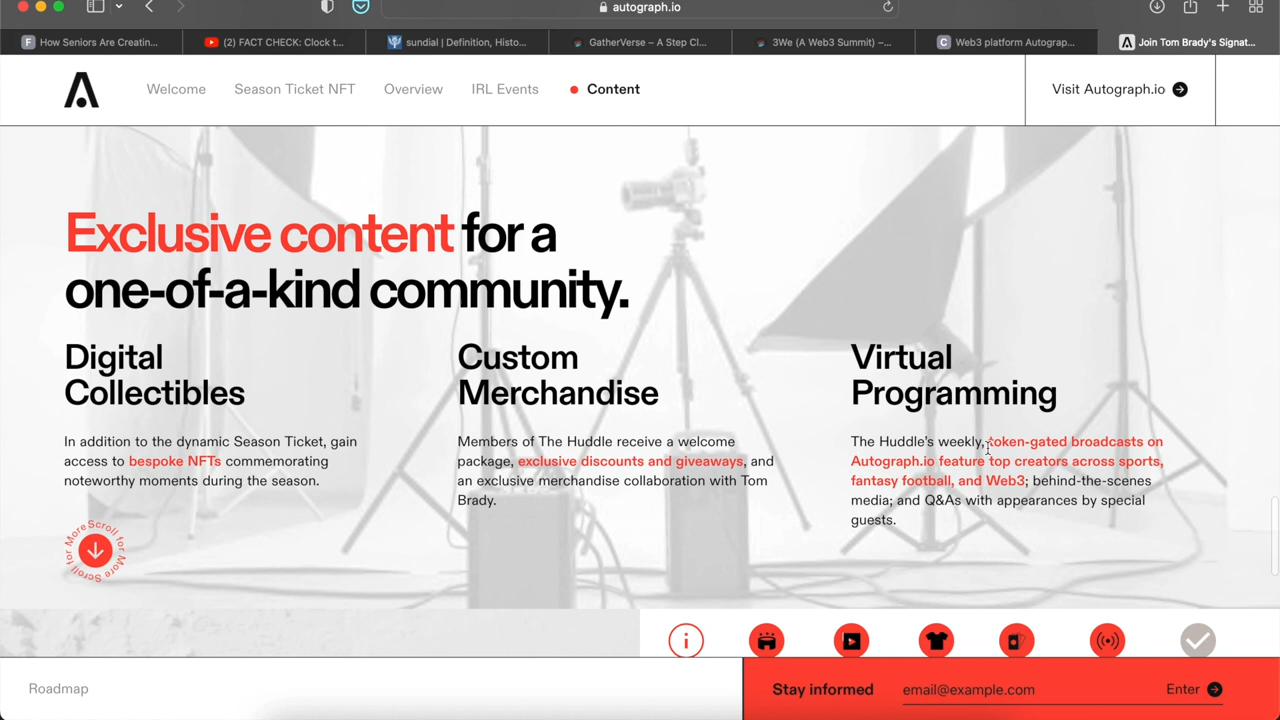 autograph.io
How Seniors Are Creatin...
(2) FACT CHECK: Clock t...
sundial | Definition, Histo...
GatherVerse – A Step Cl...
3We (A Web3 Summit) –...
Web3 platform Autograp...
Join Tom Brady's Signat...
Welcome
Season Ticket NFT
Overview
IRL Events
Content
Visit Autograph.io
Exclusive content for a
one-of-a-kind community.
Digital
Collectibles
In addition to the dynamic Season Ticket, gain
access to bespoke NFTs commemorating
noteworthy moments during the season.
Custom
Merchandise
Members of The Huddle receive a welcome
package, exclusive discounts and giveaways, and
an exclusive merchandise collaboration with Tom
Brady.
Virtual
Programming
The Huddle's weekly, token-gated broadcasts on
Autograph.io feature top creators across sports,
fantasy football, and Web3; behind-the-scenes
media; and Q&As with appearances by special
guests.
Scroll for More Scroll for More
Roadmap
Stay informed
email@example.com
Enter